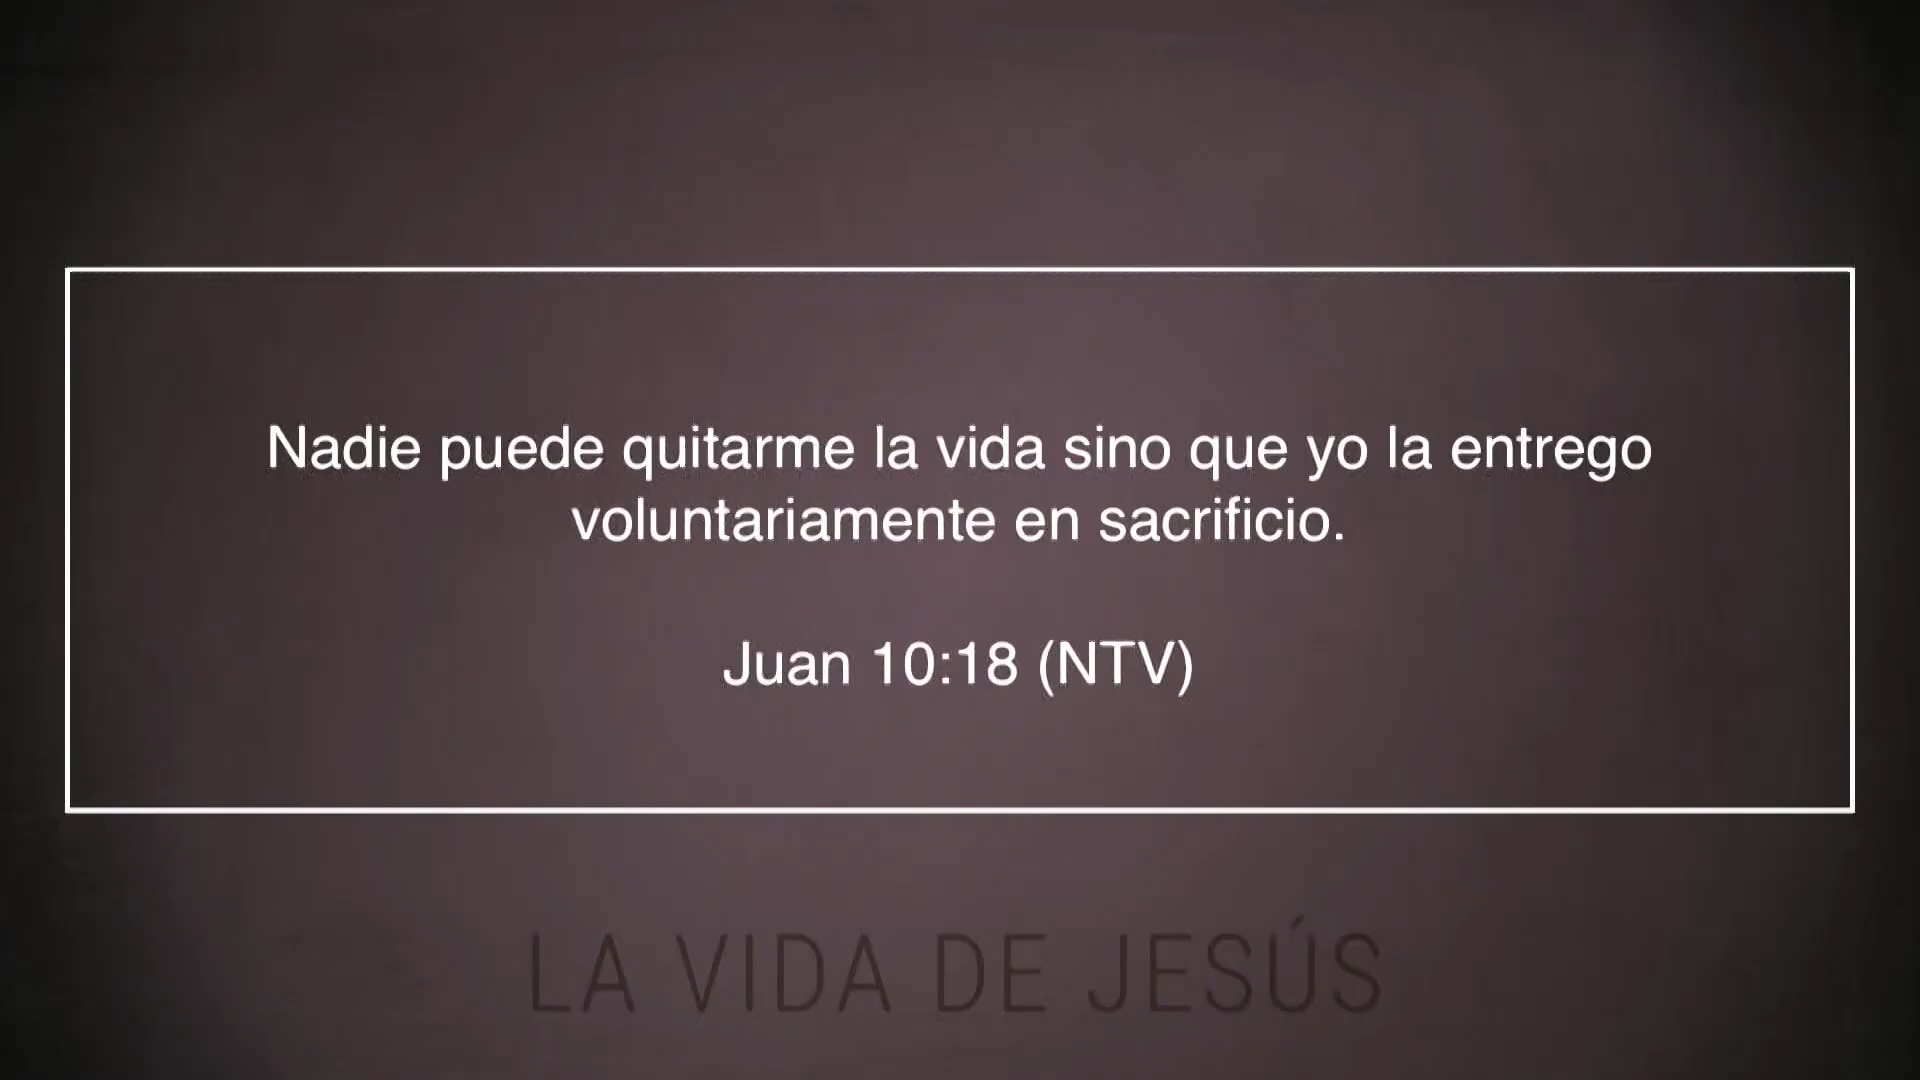 Nadie puede quitarme la vida sino que yo la entrego
voluntariamente en sacrificio.
Juan 10:18 (NTV)
LA VIDA DE JESÚS